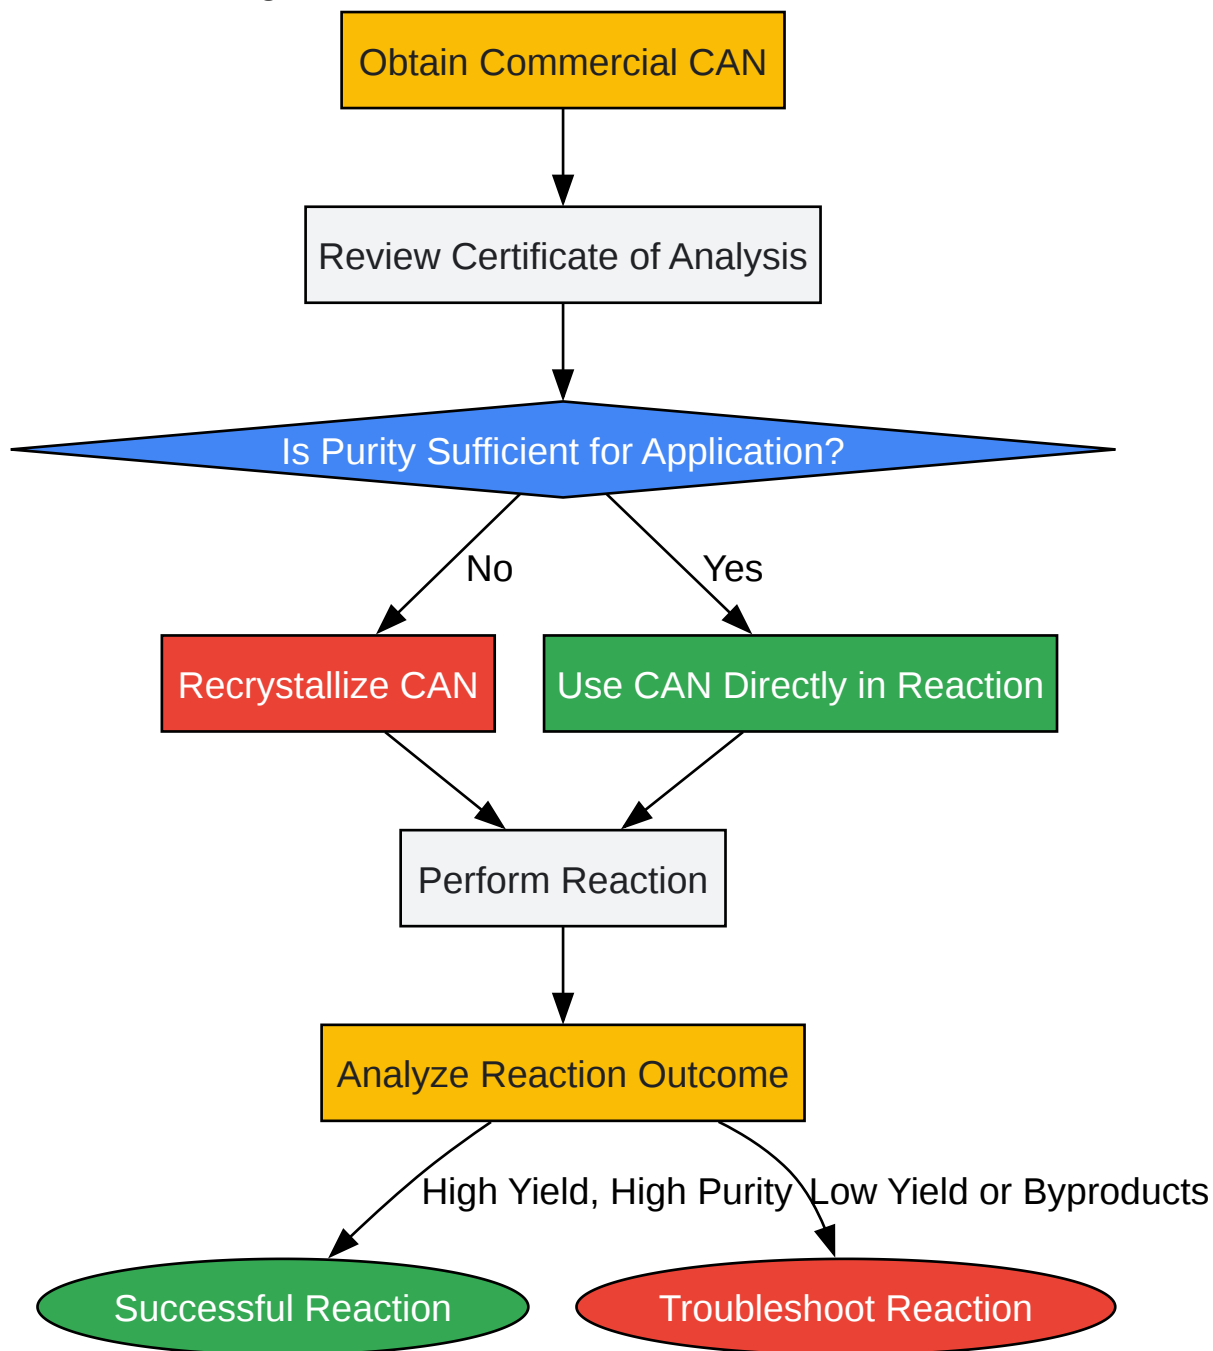 Obtain Commercial CAN
Review Certificate of Analysis
Is Purity Sufficient for Application?
No
Yes
Recrystallize CAN
Use CAN Directly in Reaction
Perform Reaction
Analyze Reaction Outcome
High Yield, High Purity
Low Yield or Byproducts
Successful Reaction
Troubleshoot Reaction